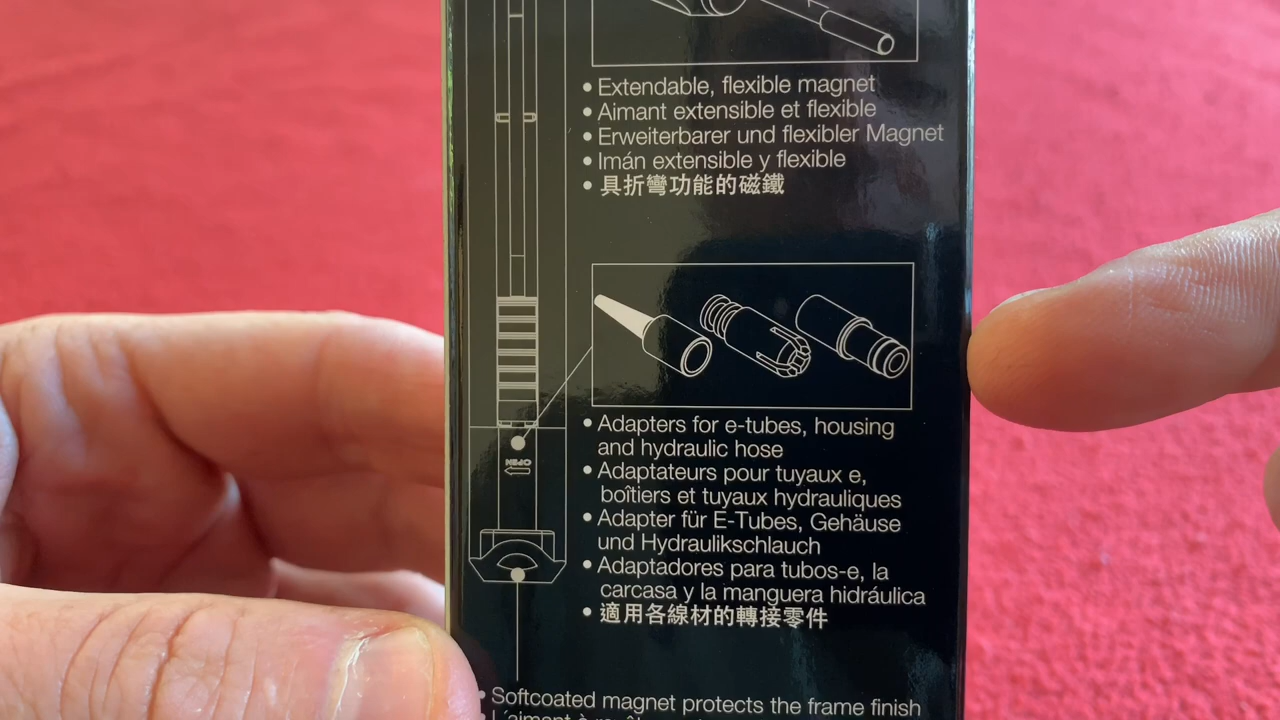 • Extendable, flexible magnet
• Aimant extensible et flexible
• Erweiterbarer und flexibler Magnet
• Imán extensible y flexible
• 具折彎功能的磁鐵
OPEN
• Adapters for e-tubes, housing
and hydraulic hose
• Adaptateurs pour tuyaux e,
boîtiers et tuyaux hydrauliques
• Adapter für E-Tubes, Gehäuse
und Hydraulikschlauch
• Adaptadores para tubos-e, la
carcasa y la manguera hidráulica
• 適用各線材的轉接零件
• Softcoated magnet protects the frame finish